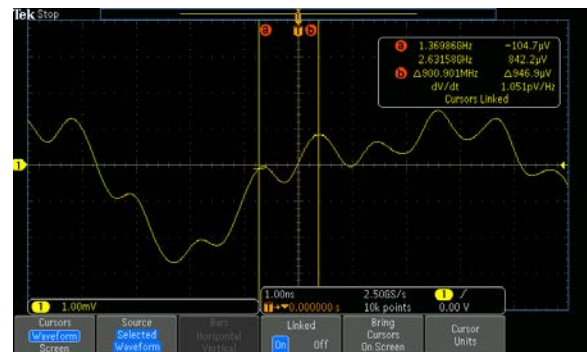 Tek Stop
T
a T b
a 1.36986GHz -104.7µV
2.63158GHz 842.2µV
b Δ900.901MHz Δ946.9µV
dV/dt 1.051pV/Hz
Cursors Linked
1
1 1.00mV
1.00ns 2.50GS/s 1
T→▼0.000000 s 10k points 0.00 V
Cursors
Waveform
Screen
Source
Selected
Waveform
Bars
Horizontal
Vertical
Linked
On Off
Bring
Cursors
On Screen
Cursor
Units